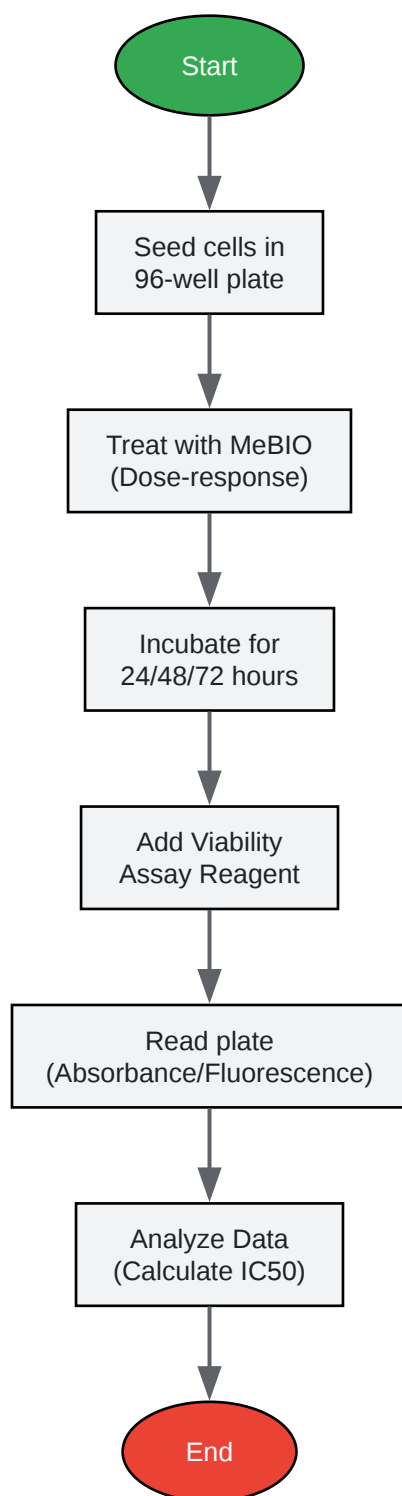 Start
Seed cells in
96-well plate
Treat with MeBIO
(Dose-response)
Incubate for
24/48/72 hours
Add Viability
Assay Reagent
Read plate
(Absorbance/Fluorescence)
Analyze Data
(Calculate IC50)
End